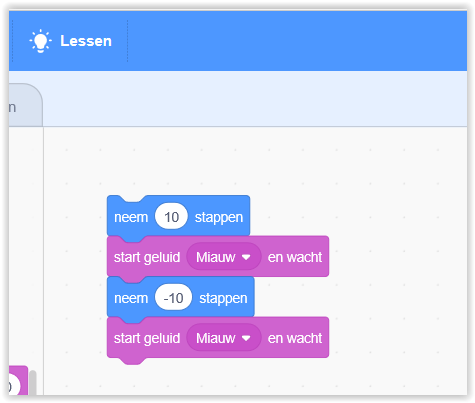 Lessen
n
neem 10 stappen
start geluid Miauw en wacht
neem -10 stappen
start geluid Miauw en wacht